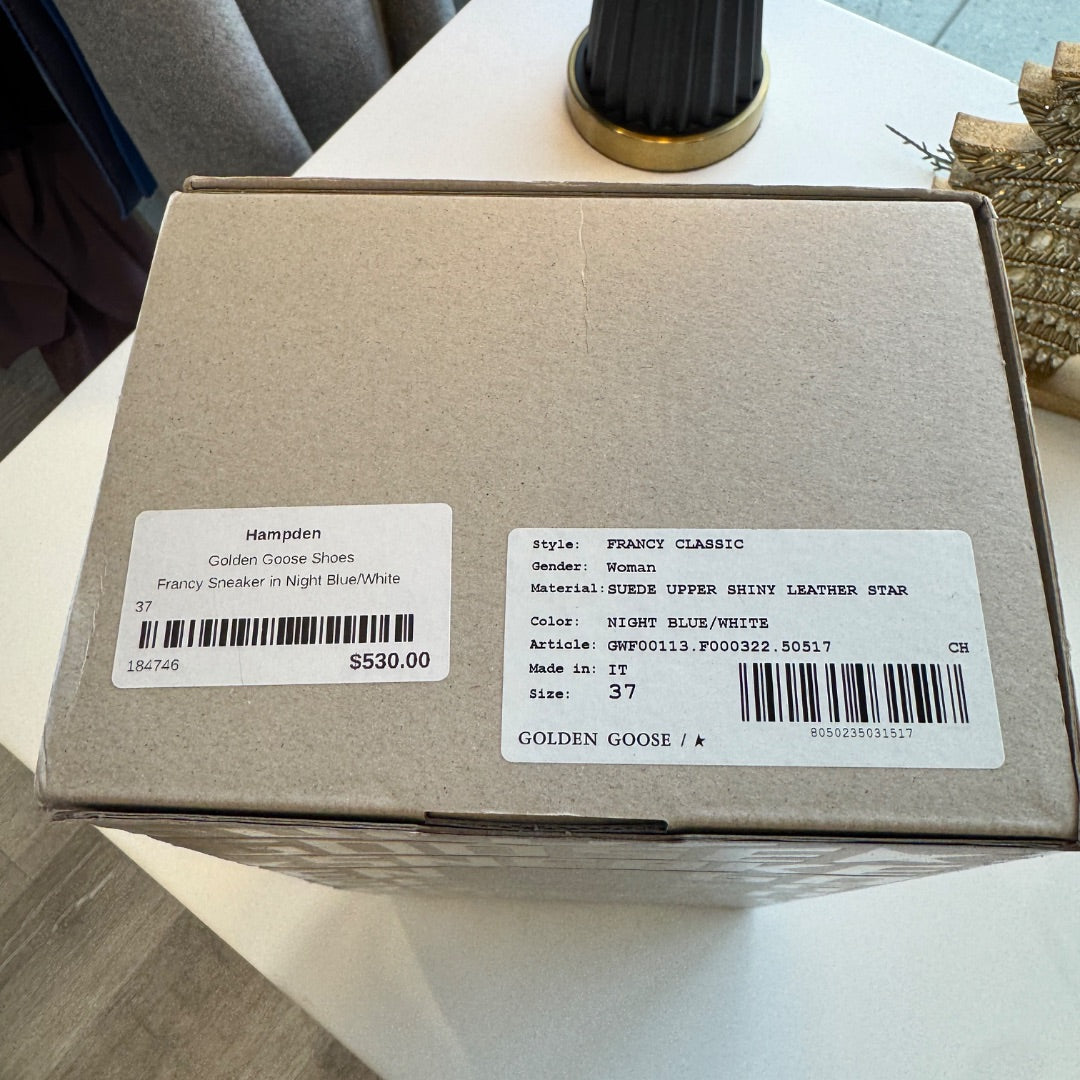 Hampden
Golden Goose Shoes
Francy Sneaker in Night Blue/White
37
184746 $530.00
Style: FRANCY CLASSIC
Gender: Woman
Material: SUEDE UPPER SHINY LEATHER STAR
Color: NIGHT BLUE/WHITE
Article: GWF00113.F000322.50517 CH
Made in: IT
Size: 37
8050235031517
GOLDEN GOOSE / ★